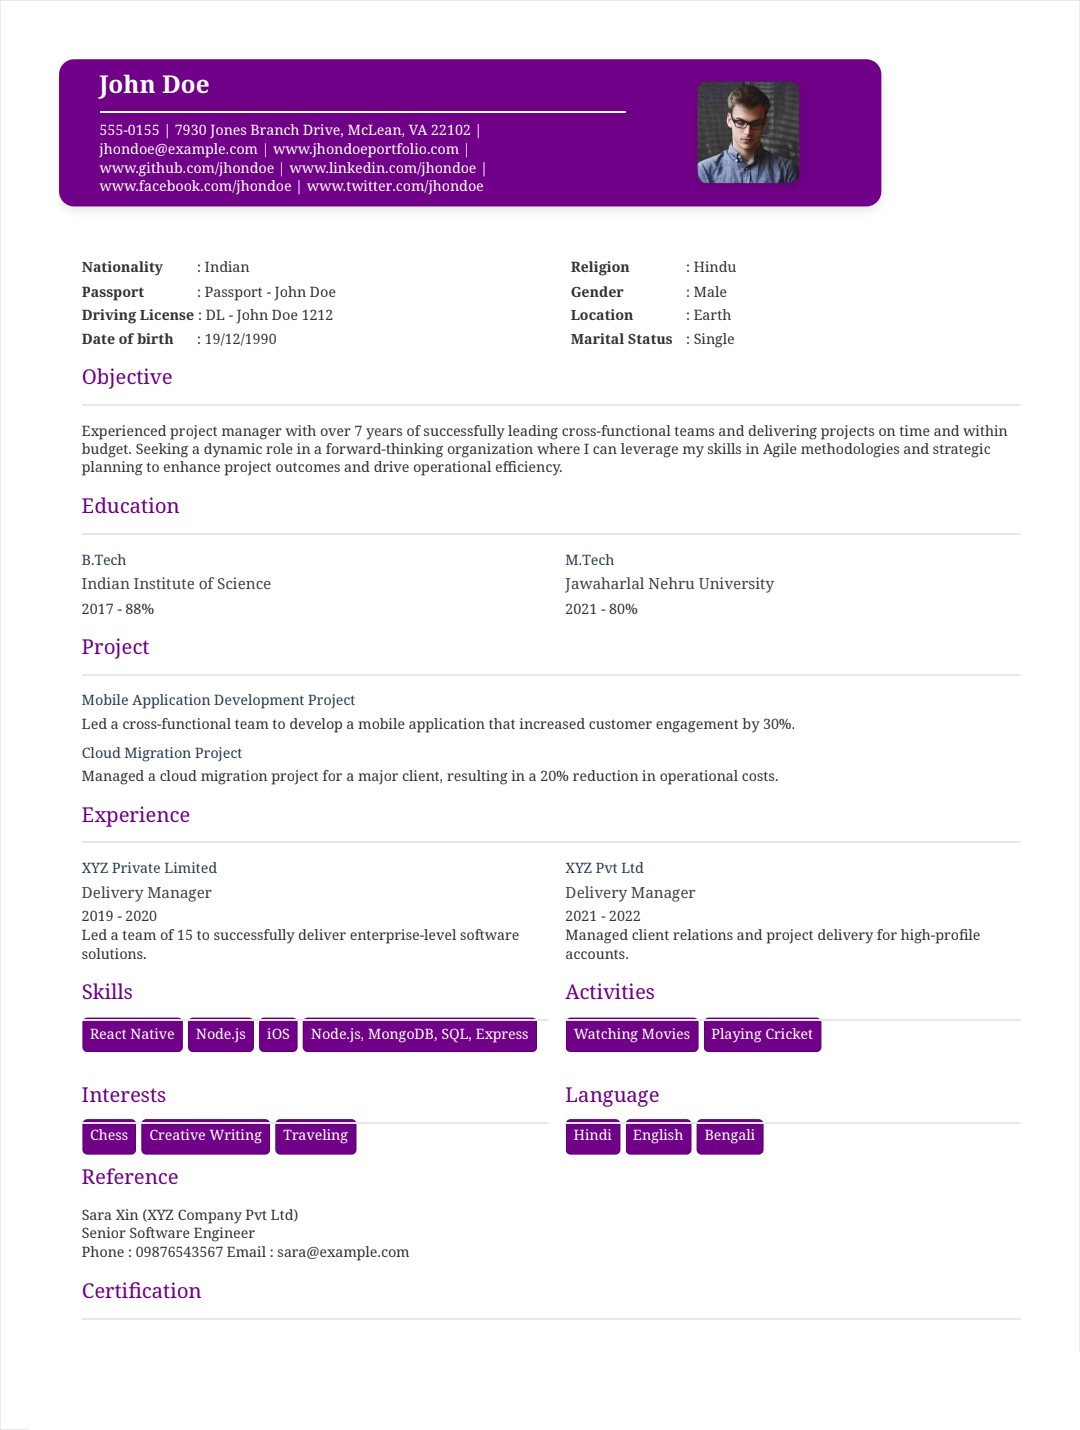 John Doe
555-0155 | 7930 Jones Branch Drive, McLean, VA 22102 |
jhondoe@example.com | www.jhondoeportfolio.com |
www.github.com/jhondoe | www.linkedin.com/jhondoe |
www.facebook.com/jhondoe | www.twitter.com/jhondoe
Nationality : Indian
Religion : Hindu
Passport : Passport - John Doe
Gender : Male
Driving License : DL - John Doe 1212
Location : Earth
Date of birth : 19/12/1990
Marital Status : Single
Objective
Experienced project manager with over 7 years of successfully leading cross-functional teams and delivering projects on time and within
budget. Seeking a dynamic role in a forward-thinking organization where I can leverage my skills in Agile methodologies and strategic
planning to enhance project outcomes and drive operational efficiency.
Education
B.Tech
Indian Institute of Science
2017 - 88%
M.Tech
Jawaharlal Nehru University
2021 - 80%
Project
Mobile Application Development Project
Led a cross-functional team to develop a mobile application that increased customer engagement by 30%.
Cloud Migration Project
Managed a cloud migration project for a major client, resulting in a 20% reduction in operational costs.
Experience
XYZ Private Limited
Delivery Manager
2019 - 2020
Led a team of 15 to successfully deliver enterprise-level software
solutions.
XYZ Pvt Ltd
Delivery Manager
2021 - 2022
Managed client relations and project delivery for high-profile
accounts.
Skills
React Native Node.js iOS Node.js, MongoDB, SQL, Express
Activities
Watching Movies Playing Cricket
Interests
Chess Creative Writing Traveling
Language
Hindi English Bengali
Reference
Sara Xin (XYZ Company Pvt Ltd)
Senior Software Engineer
Phone : 09876543567 Email : sara@example.com
Certification